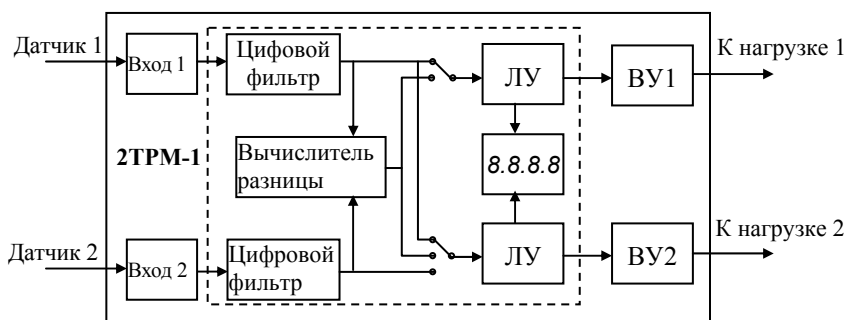 Датчик 1
Вход 1
Цифовой
фильтр
ЛУ
ВУ1
К нагрузке 1
2ТРМ-1
Вычислитель
разницы
8.8.8.8
Датчик 2
Вход 2
Цифровой
фильтр
ЛУ
ВУ2
К нагрузке 2